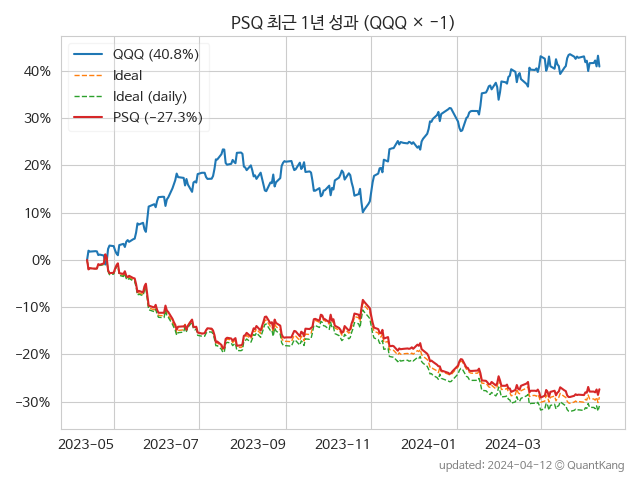 PSQ 최근 1년 성과 (QQQ × −1)
QQQ (40.8%)
Ideal
Ideal (daily)
PSQ (−27.3%)
40%
30%
20%
10%
0%
−10%
−20%
−30%
2023-05 2023-07 2023-09 2023-11 2024-01 2024-03
updated: 2024-04-12 © QuantKang